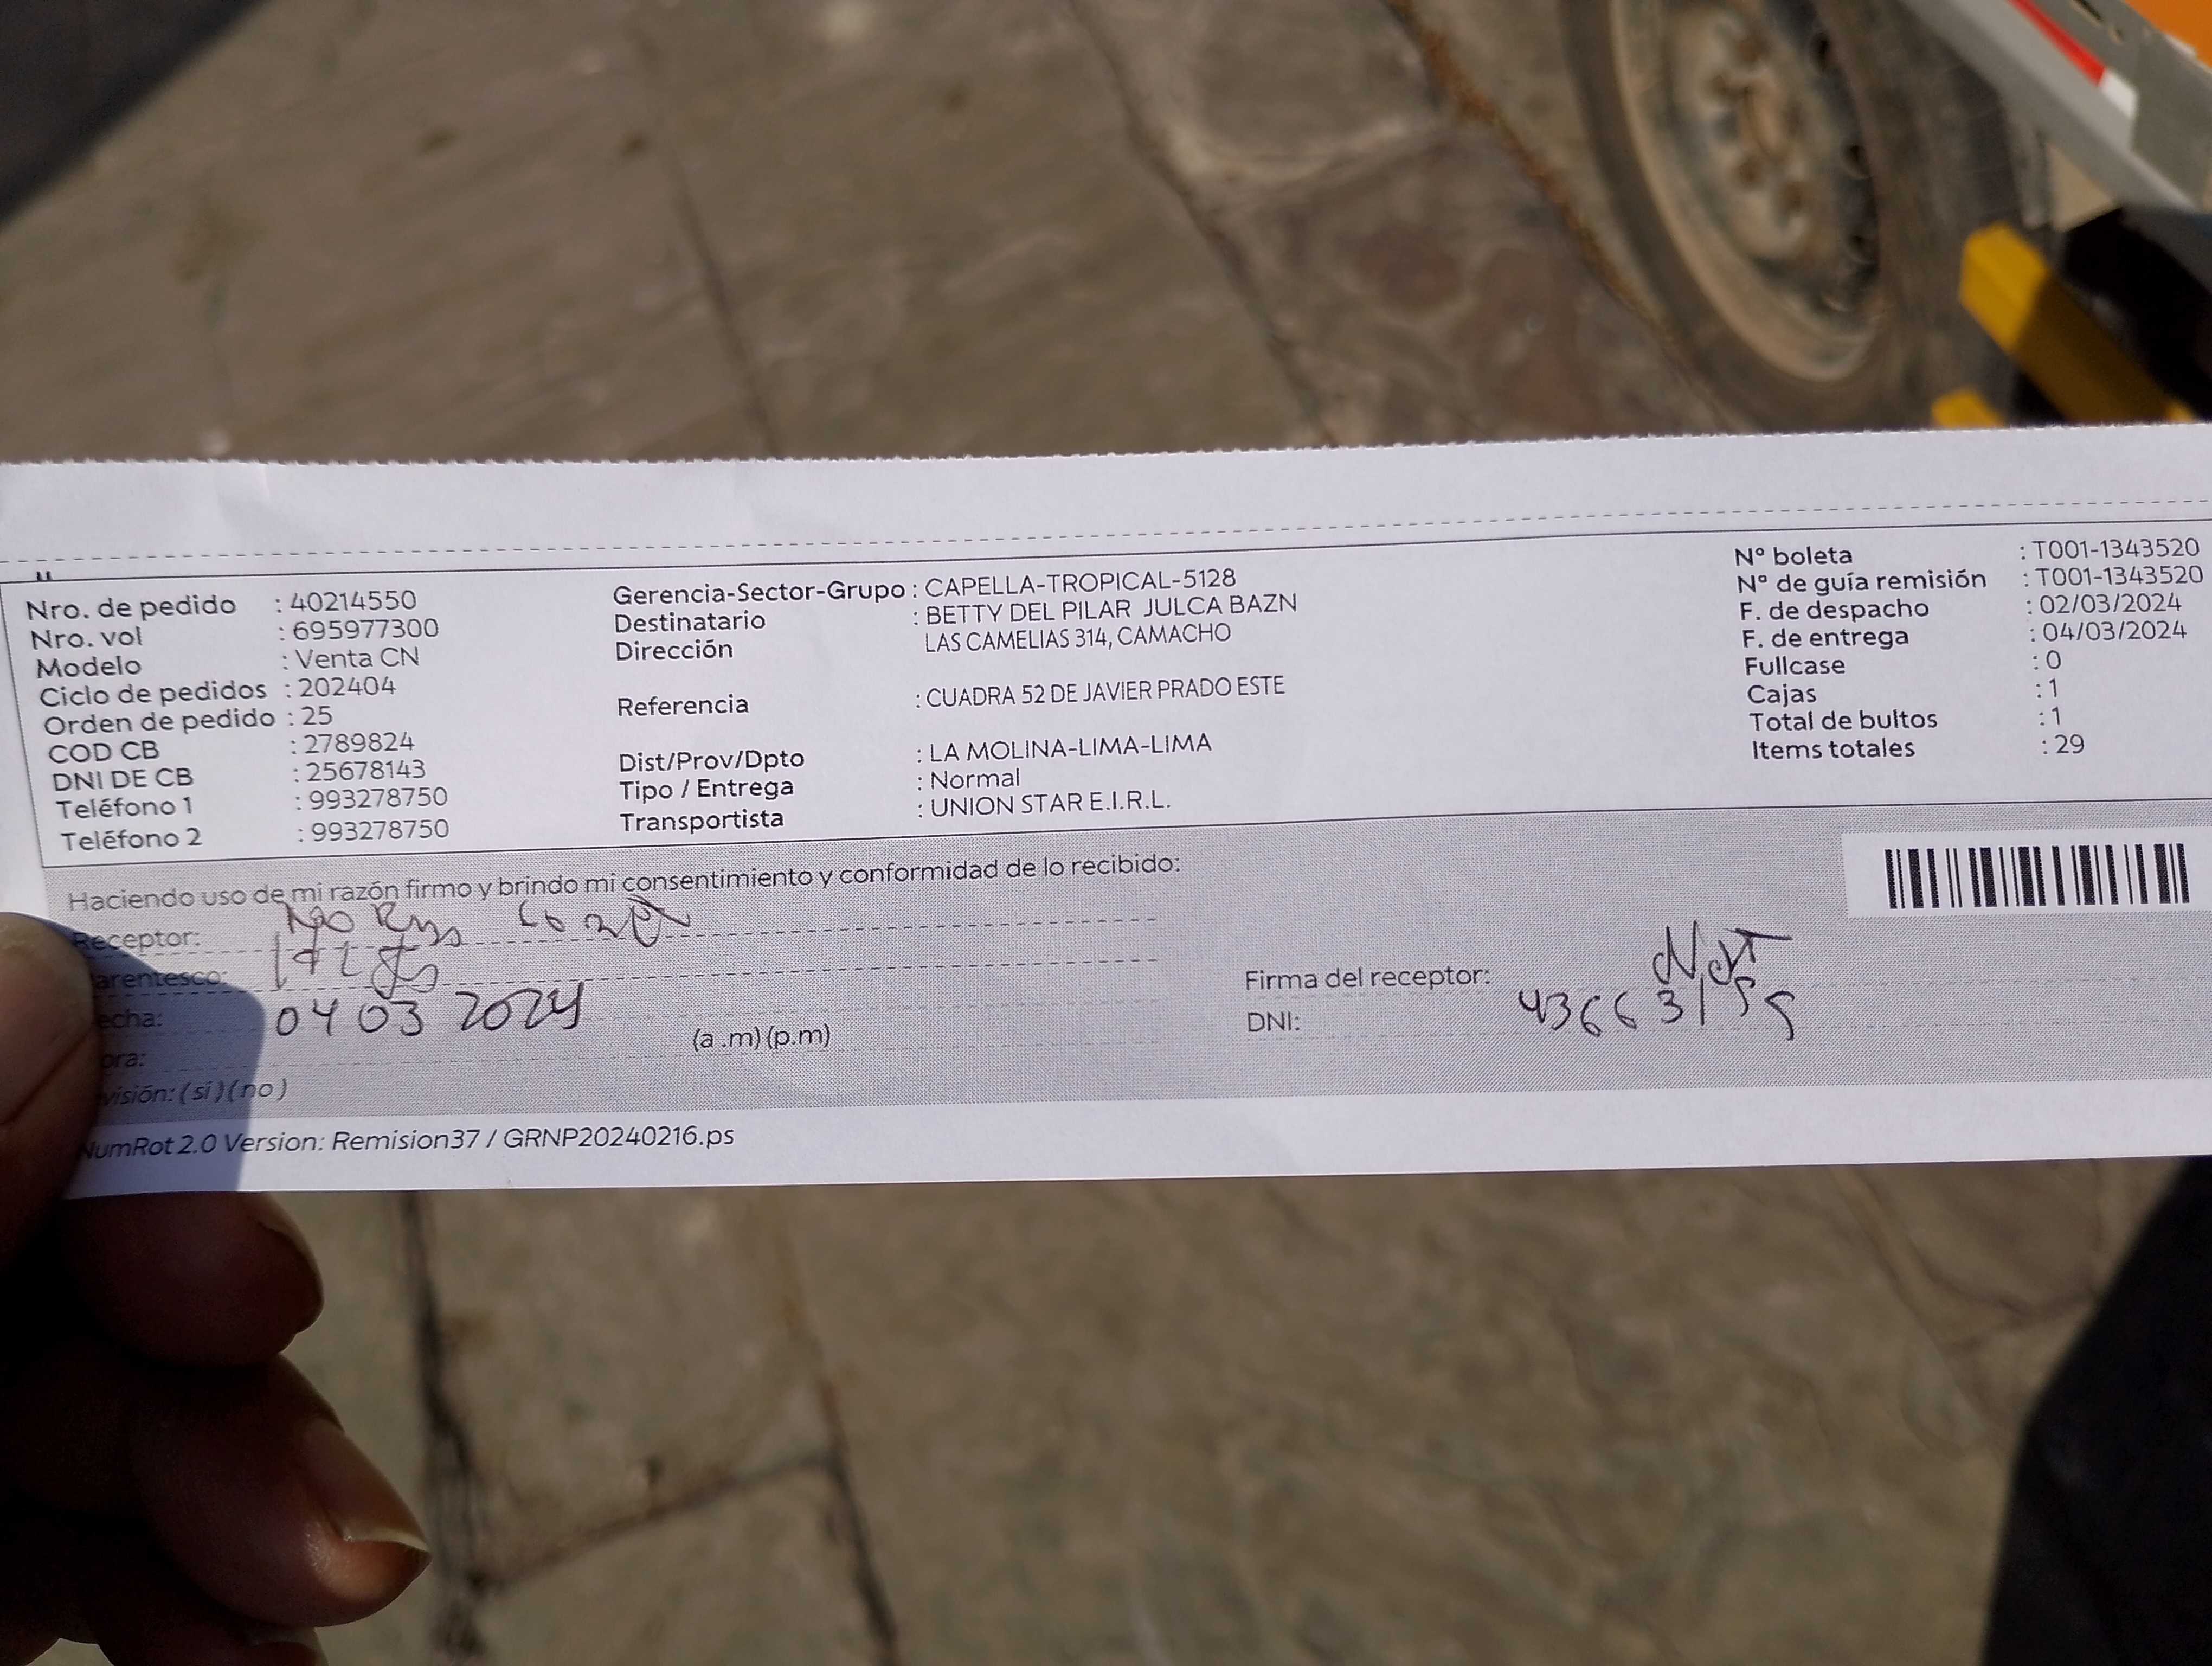 Nro. de pedido : 40214550
Nro. vol : 695977300
Modelo : Venta CN
Ciclo de pedidos : 202404
Orden de pedido : 25
COD CB : 2789824
DNI DE CB : 25678143
Teléfono 1 : 993278750
Teléfono 2 : 993278750
Gerencia-Sector-Grupo : CAPELLA-TROPICAL-5128
Destinatario : BETTY DEL PILAR JULCA BAZN
Dirección LAS CAMELIAS 314, CAMACHO
Referencia : CUADRA 52 DE JAVIER PRADO ESTE
Dist/Prov/Dpto : LA MOLINA-LIMA-LIMA
Tipo / Entrega : Normal
Transportista : UNION STAR E.I.R.L.
N° boleta : T001-1343520
N° de guía remisión : T001-1343520
F. de despacho : 02/03/2024
F. de entrega : 04/03/2024
Fullcase : 0
Cajas : 1
Total de bultos : 1
Items totales : 29
Haciendo uso de mi razón firmo y brindo mi consentimiento y conformidad de lo recibido:
Receptor:
arentesco:
echa: 04 03 2024
ora: (a .m) (p.m)
visión: (sí) (no)
Firma del receptor:
DNI:
NumRot 2.0 Version: Remision37 / GRNP20240216.ps